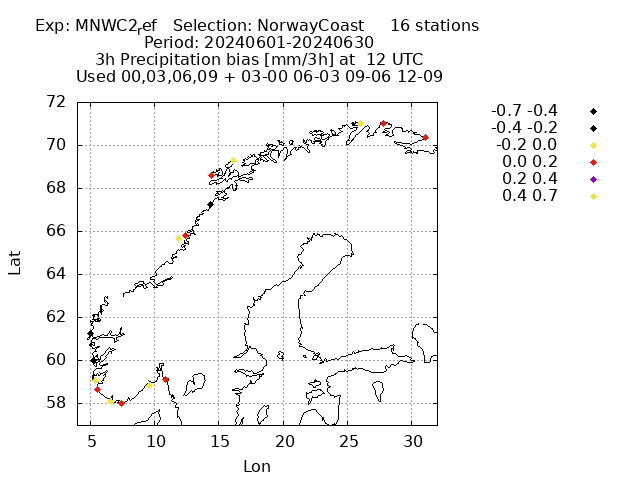 Exp: MNWC2ref   Selection: NorwayCoast     16 stations
Period: 20240601-20240630
3h Precipitation bias [mm/3h] at  12 UTC
Used 00,03,06,09 + 03-00 06-03 09-06 12-09
-0.7 -0.4
-0.4 -0.2
-0.2 0.0
0.0 0.2
0.2 0.4
0.4 0.7
72
70
68
66
64
62
60
58
Lat
5 10 15 20 25 30
Lon